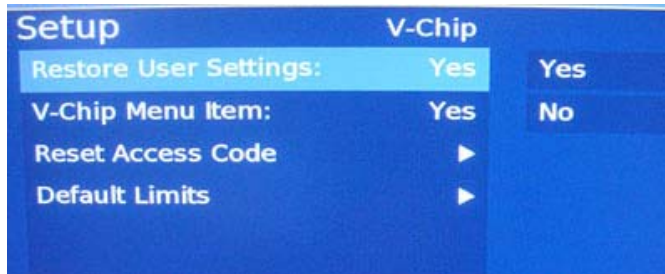 Setup V-Chip
Restore User Settings: Yes Yes
V-Chip Menu Item: Yes No
Reset Access Code ▶
Default Limits ▶